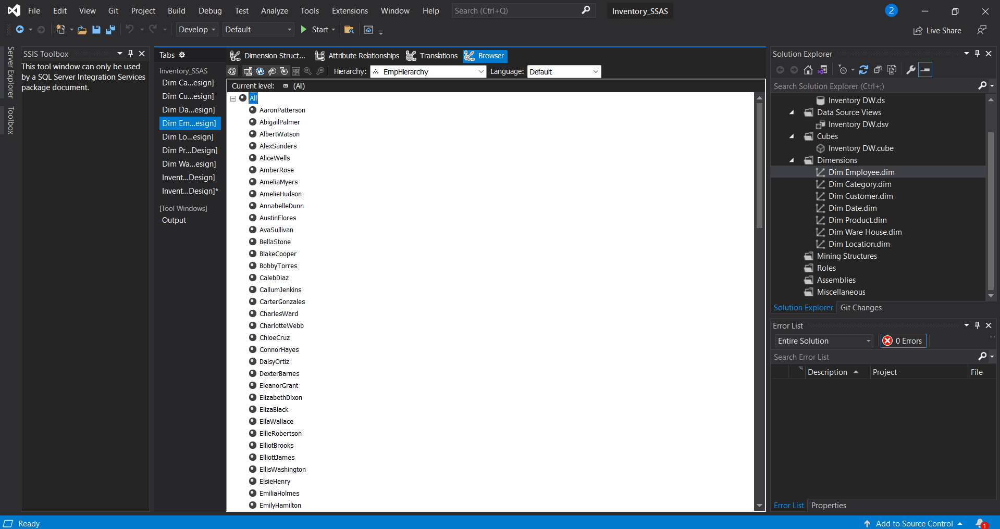 File Edit View Git Project Build Debug Test Analyze Tools Extensions Window Help Search (Ctrl+Q) Inventory_SSAS 2
Develop Default Start Live Share
Server Explorer
Toolbox
SSIS Toolbox
This tool window can only be used
by a SQL Server Integration Services
package document.
Tabs
Inventory_SSAS
Dim Ca...esign]
Dim Cu...esign]
Dim Da...esign]
Dim Em...esign]
Dim Lo...esign]
Dim Pr...Design]
Dim Wa...esign]
Invent...Design]
Invent...Design]*
[Tool Windows]
Output
Dimension Struct... Attribute Relationships Translations Browser
Hierarchy: EmpHierarchy Language: Default
Current level: (All)
All
AaronPatterson
AbigailPalmer
AlbertWatson
AlexSanders
AliceWells
AmberRose
AmeliaMyers
AmelieHudson
AnnabelleDunn
AustinFlores
AvaSullivan
BellaStone
BlakeCooper
BobbyTorres
CalebDiaz
CallumJenkins
CarterGonzales
CharlesWard
CharlotteWebb
ChloeCruz
ConnorHayes
DaisyOrtiz
DexterBarnes
EleanorGrant
ElizabethDixon
ElizaBlack
EllaWallace
EllieRobertson
ElliotBrooks
ElliottJames
EllisWashington
ElsieHenry
EmiliaHolmes
EmilyHamilton
Solution Explorer
Search Solution Explorer (Ctrl+;)
Inventory DW.ds
Data Source Views
Inventory DW.dsv
Cubes
Inventory DW.cube
Dimensions
Dim Employee.dim
Dim Category.dim
Dim Customer.dim
Dim Date.dim
Dim Product.dim
Dim Ware House.dim
Dim Location.dim
Mining Structures
Roles
Assemblies
Miscellaneous
Solution Explorer Git Changes
Error List
Entire Solution 0 Errors
Search Error List
Description Project File
Error List Properties
Ready Add to Source Control 1